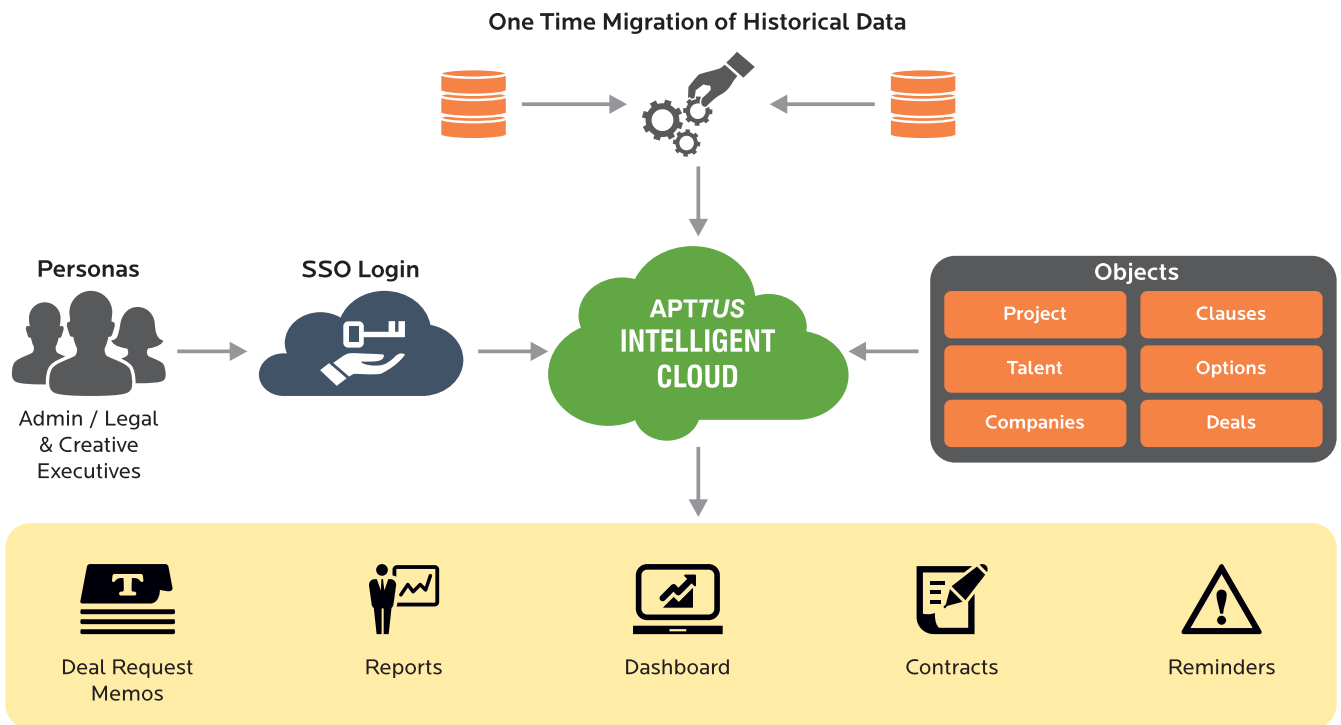 One Time Migration of Historical Data
Personas
SSO Login
Objects
APTTUS
INTELLIGENT
CLOUD
Project
Clauses
Talent
Options
Companies
Deals
Admin / Legal
& Creative
Executives
T
Deal Request
Memos
Reports
Dashboard
Contracts
Reminders